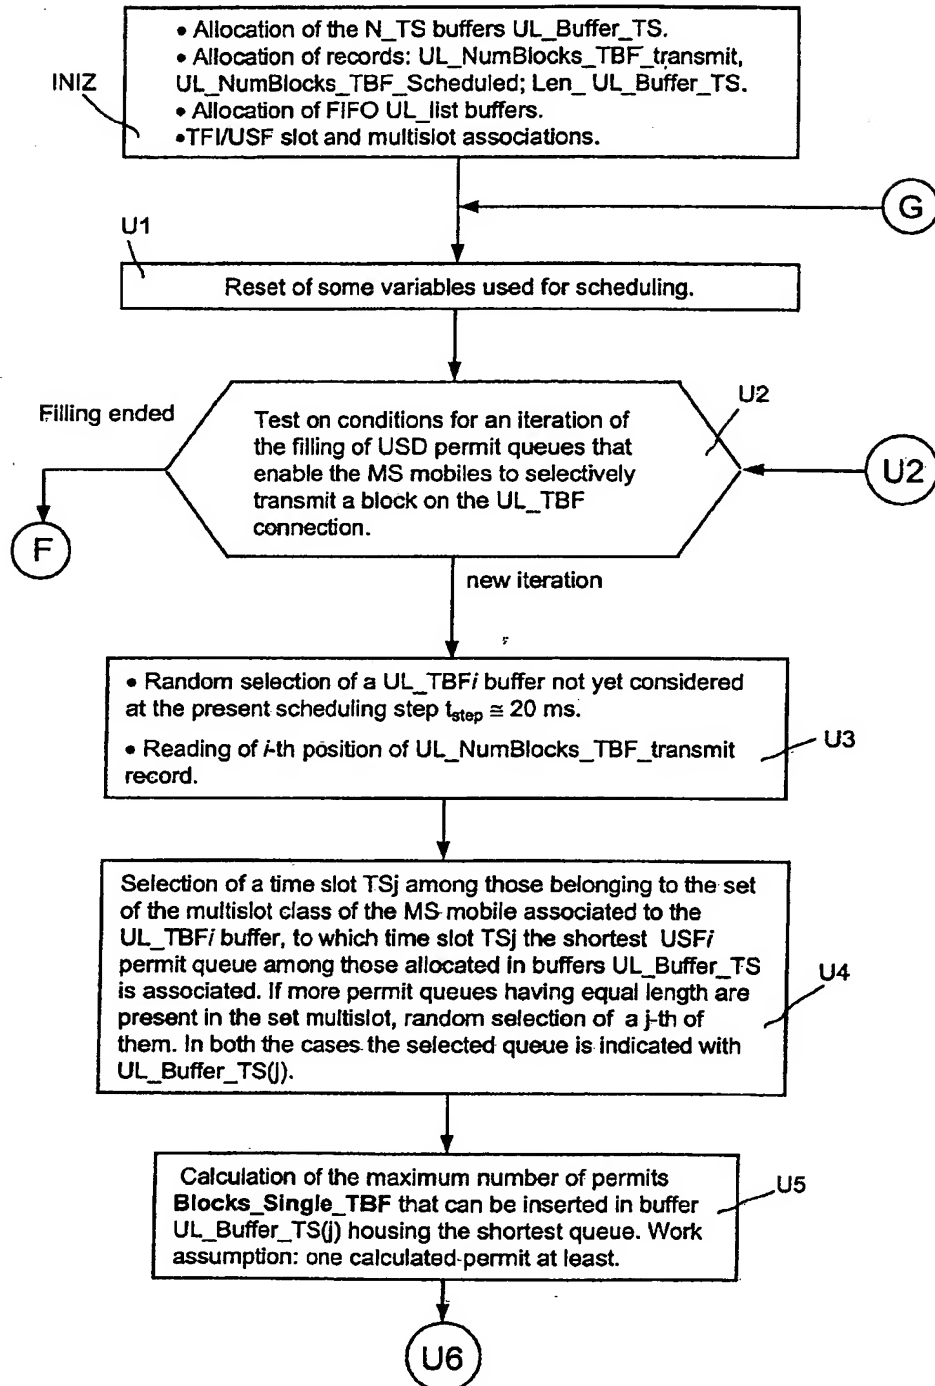 • Allocation of the N_TS buffers UL_Buffer_TS.
• Allocation of records: UL_NumBlocks_TBF_transmit,
UL_NumBlocks_TBF_Scheduled; Len_ UL_Buffer_TS.
• Allocation of FIFO UL_list buffers.
•TFI/USF slot and multislot associations.
INIZ
G
U1
Reset of some variables used for scheduling.
Filling ended
U2
Test on conditions for an iteration of
the filling of USD permit queues that
enable the MS mobiles to selectively
transmit a block on the UL_TBF
connection.
U2
F
new iteration
• Random selection of a UL_TBFi buffer not yet considered
at the present scheduling step tstep ≅ 20 ms.
• Reading of i-th position of UL_NumBlocks_TBF_transmit
record.
U3
Selection of a time slot TSj among those belonging to the set
of the multislot class of the MS mobile associated to the
UL_TBFi buffer, to which time slot TSj the shortest USFi
permit queue among those allocated in buffers UL_Buffer_TS
is associated. If more permit queues having equal length are
present in the set multislot, random selection of a j-th of
them. In both the cases the selected queue is indicated with
UL_Buffer_TS(j).
U4
Calculation of the maximum number of permits
Blocks_Single_TBF that can be inserted in buffer
UL_Buffer_TS(j) housing the shortest queue. Work
assumption: one calculated permit at least.
U5
U6